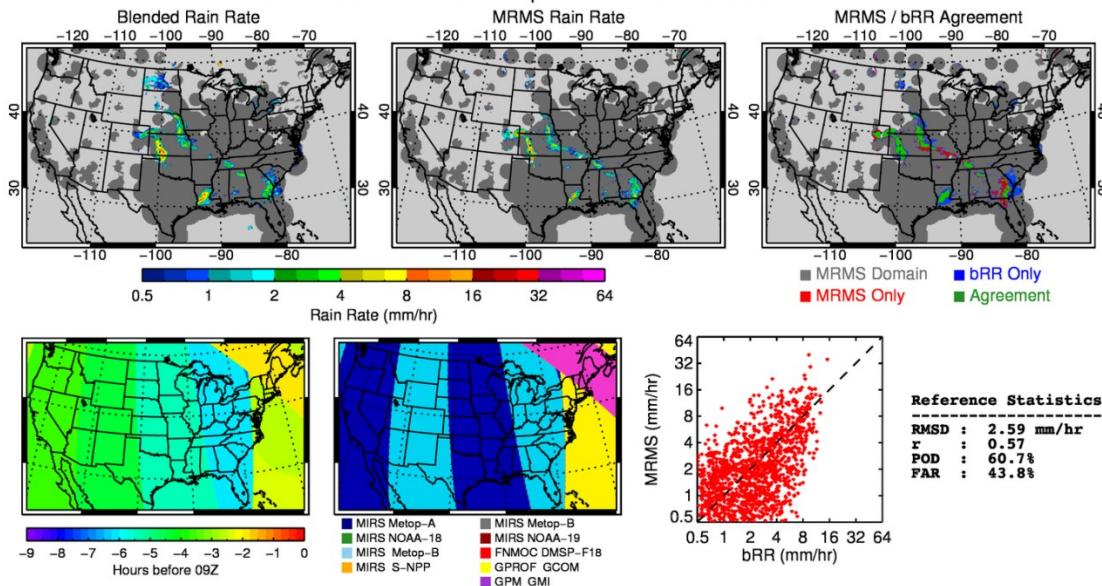 Blended Rain Rate
MRMS Rain Rate
MRMS / bRR Agreement
-120 -110 -100 -90 -80 -70
-120 -110 -100 -90 -80 -70
-120 -110 -100 -90 -80 -70
40
30
40
30
40
30
-110 -100 -90 -80
-110 -100 -90 -80
-110 -100 -90 -80
0.5 1 2 4 8 16 32 64
Rain Rate (mm/hr)
MRMS Domain
bRR Only
MRMS Only
Agreement
-9 -8 -7 -6 -5 -4 -3 -2 -1 0
Hours before 09Z
MIRS Metop-A
MIRS Metop-B
MIRS NOAA-18
MIRS NOAA-19
MIRS Metop-B
FNMOC DMSP-F18
MIRS S-NPP
GPROF GCOM
GPM GMI
64
32
16
8
4
2
1
0.5
MRMS (mm/hr)
0.5 1 2 4 8 16 32 64
bRR (mm/hr)
Reference Statistics
----------------------
RMSD : 2.59 mm/hr
r : 0.57
POD : 60.7%
FAR : 43.8%